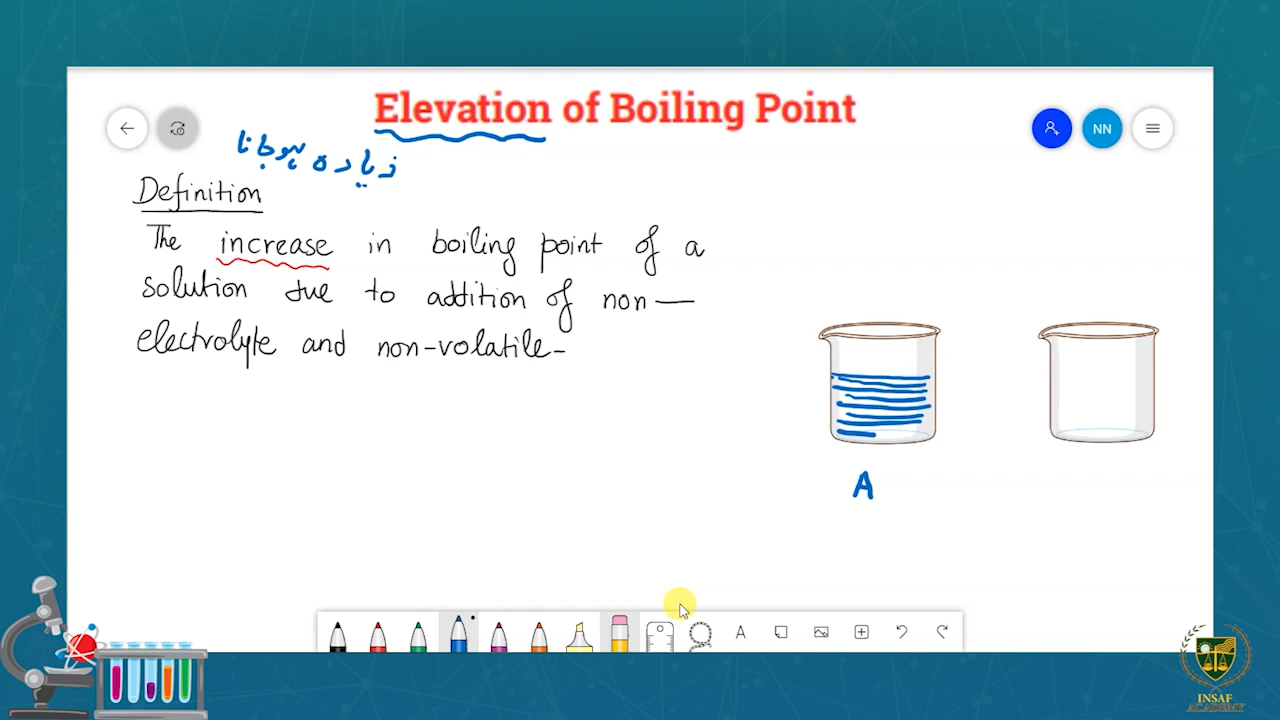 Elevation of Boiling Point
زیادہ ہوجانا
Definition
The increase in boiling point of a
solution due to addition of non—
electrolyte and non-volatile-
A
NN
A
INSAF
ACADEMY